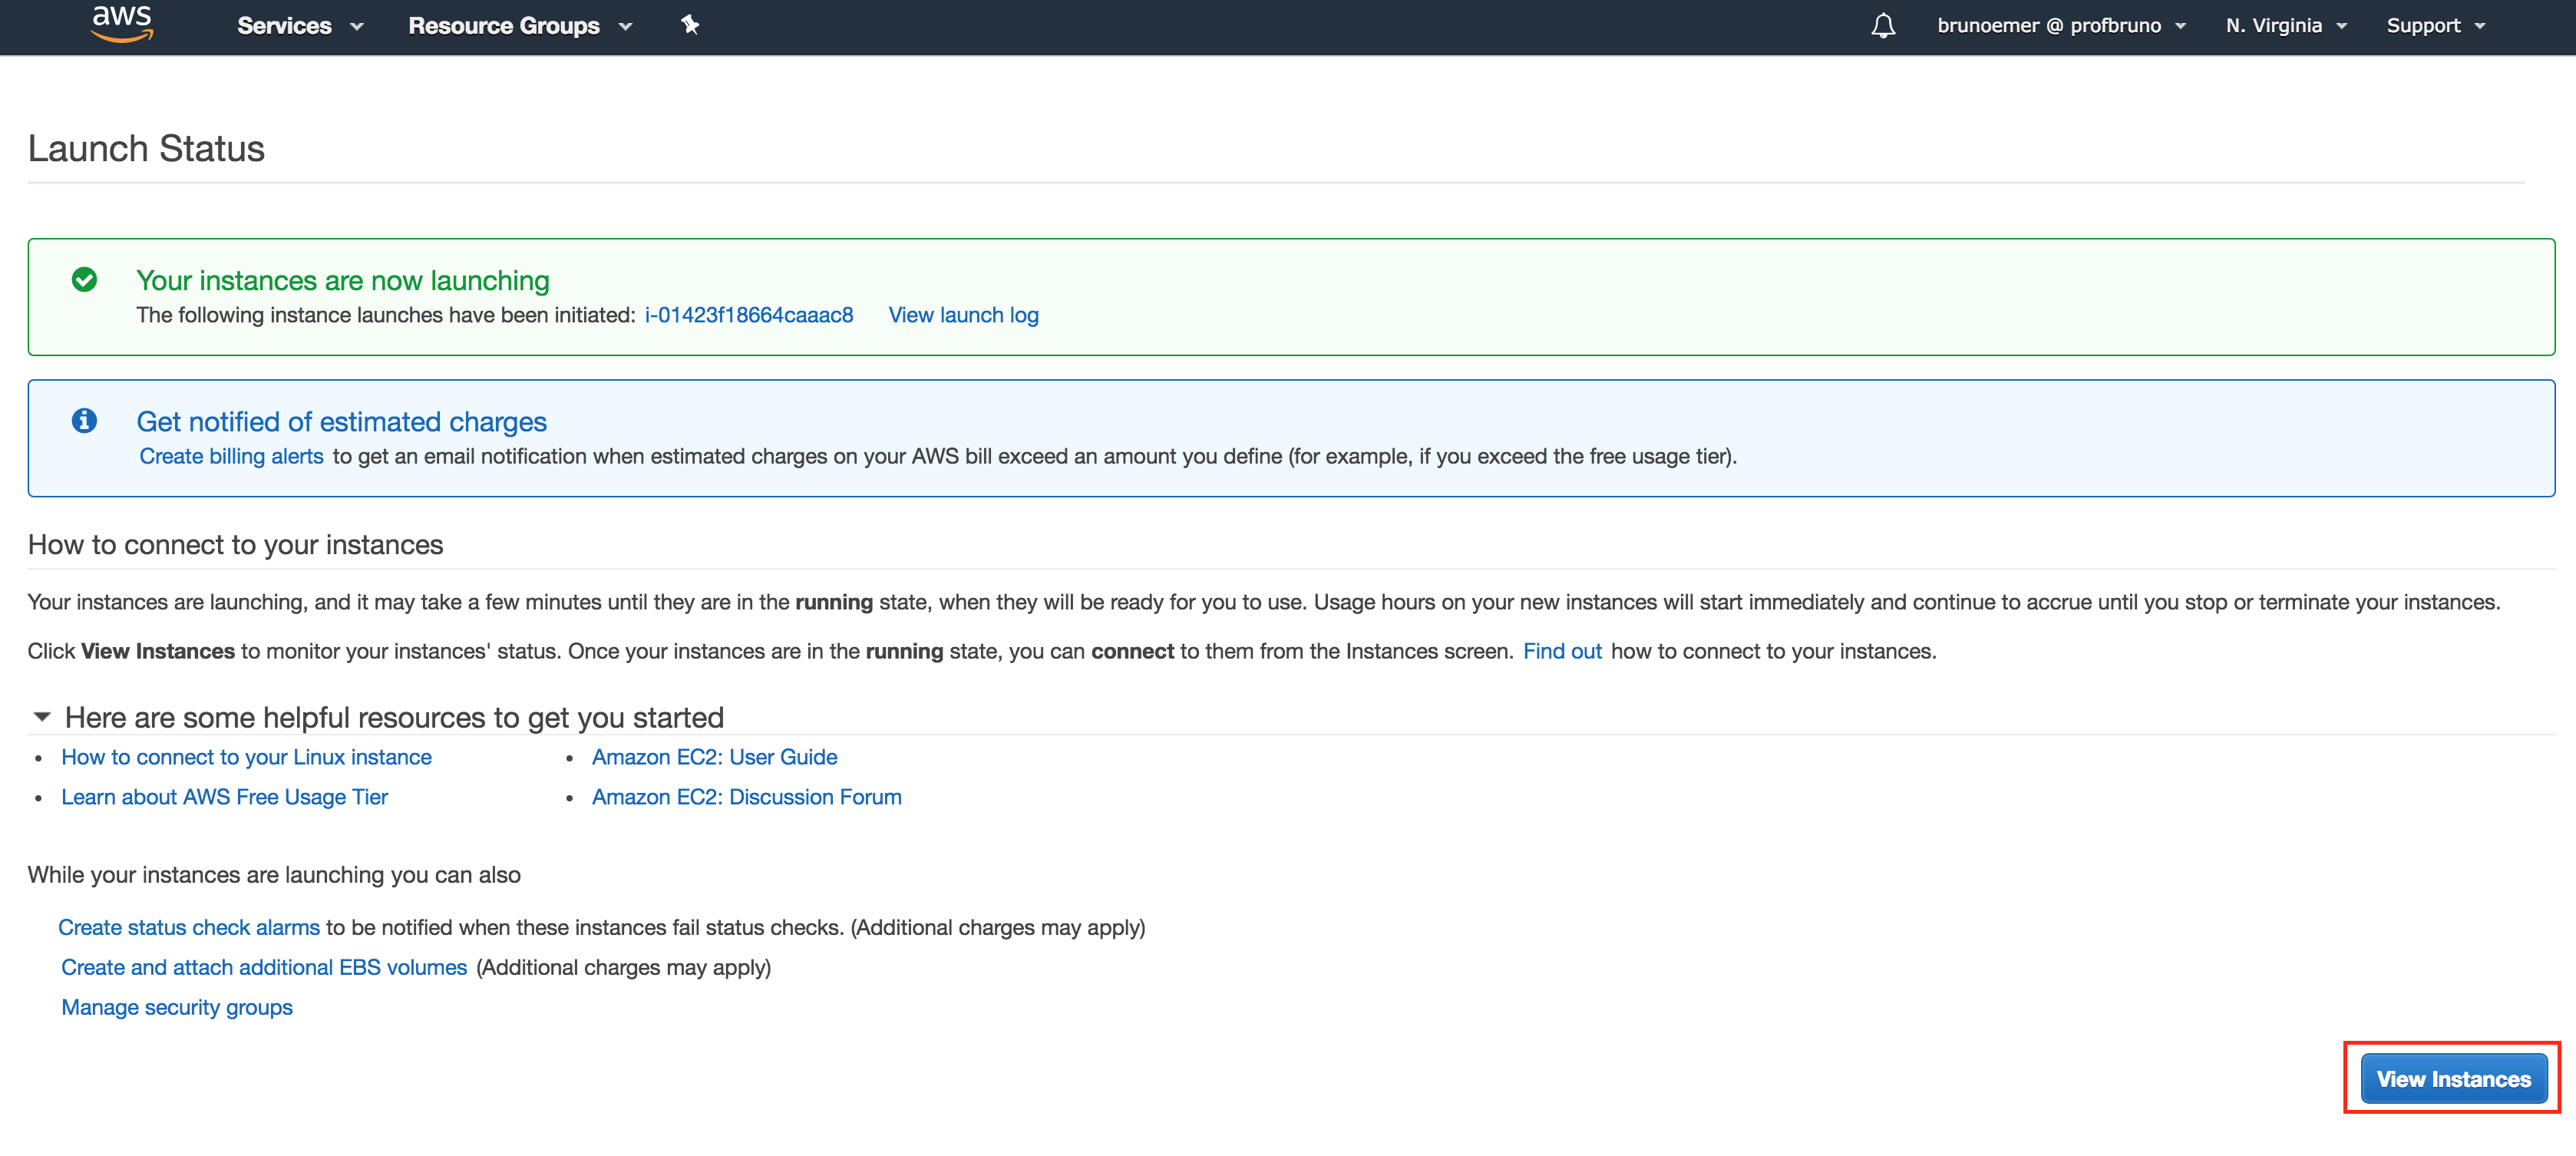 aws Services Resource Groups brunoemer @ profbruno N. Virginia Support
Launch Status
Your instances are now launching
The following instance launches have been initiated: i-01423f18664caaac8 View launch log
Get notified of estimated charges
Create billing alerts to get an email notification when estimated charges on your AWS bill exceed an amount you define (for example, if you exceed the free usage tier).
How to connect to your instances
Your instances are launching, and it may take a few minutes until they are in the running state, when they will be ready for you to use. Usage hours on your new instances will start immediately and continue to accrue until you stop or terminate your instances.
Click View Instances to monitor your instances' status. Once your instances are in the running state, you can connect to them from the Instances screen. Find out how to connect to your instances.
Here are some helpful resources to get you started
• How to connect to your Linux instance • Amazon EC2: User Guide
• Learn about AWS Free Usage Tier • Amazon EC2: Discussion Forum
While your instances are launching you can also
Create status check alarms to be notified when these instances fail status checks. (Additional charges may apply)
Create and attach additional EBS volumes (Additional charges may apply)
Manage security groups
View Instances